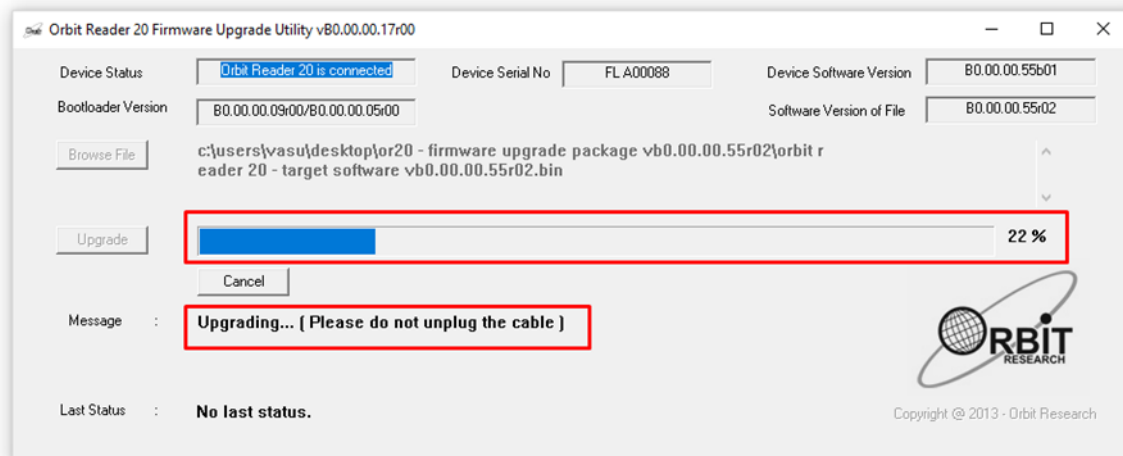 Orbit Reader 20 Firmware Upgrade Utility vB0.00.00.17r00
Device Status Orbit Reader 20 is connected Device Serial No FL A00088 Device Software Version B0.00.00.55b01
Bootloader Version B0.00.00.09r00/B0.00.00.05r00 Software Version of File B0.00.00.55r02
Browse File
c:\users\vasu\desktop\or20 - firmware upgrade package vb0.00.00.55r02\orbit r
eader 20 - target software vb0.00.00.55r02.bin
Upgrade 22 %
Cancel
Message : Upgrading... ( Please do not unplug the cable )
ORBIT
RESEARCH
Last Status : No last status.
Copyright @ 2013 - Orbit Research